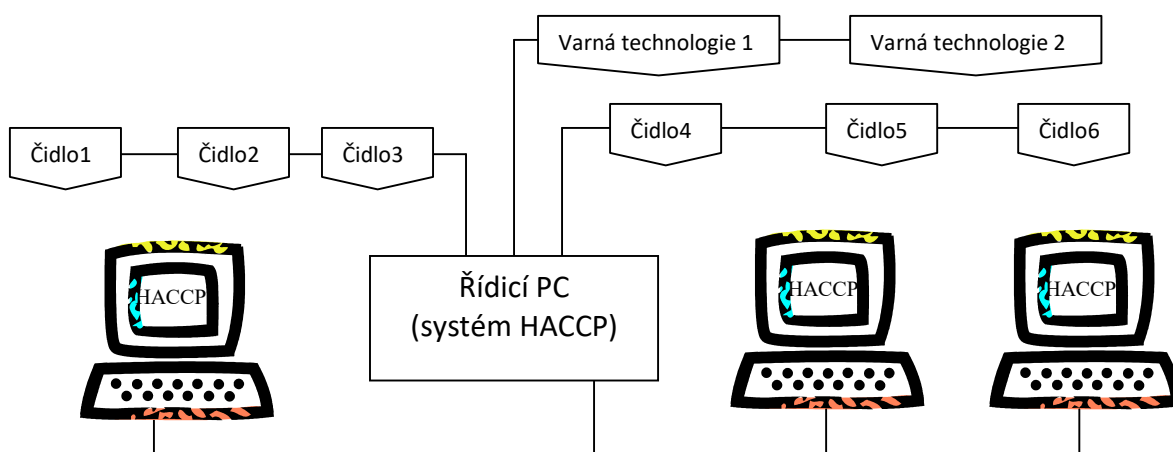 Varná technologie 1
Varná technologie 2
Čidlo1
Čidlo2
Čidlo3
Čidlo4
Čidlo5
Čidlo6
HACCP
Řídicí PC
(systém HACCP)
HACCP
HACCP